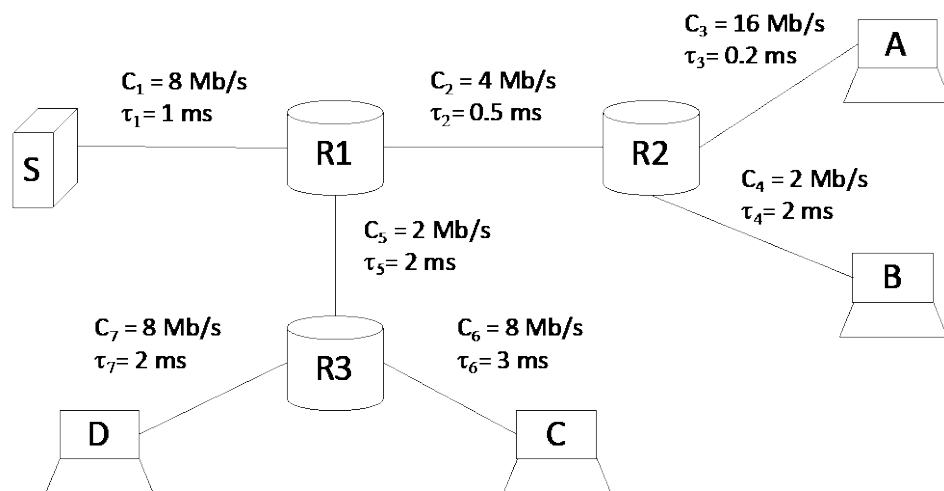 C₃ = 16 Mb/s
τ₃= 0.2 ms
A
C₁ = 8 Mb/s
τ₁= 1 ms
C₂ = 4 Mb/s
τ₂= 0.5 ms
S
R1
R2
C₄ = 2 Mb/s
τ₄= 2 ms
C₅ = 2 Mb/s
τ₅= 2 ms
B
C₇ = 8 Mb/s
τ₇= 2 ms
C₆ = 8 Mb/s
τ₆= 3 ms
R3
D
C